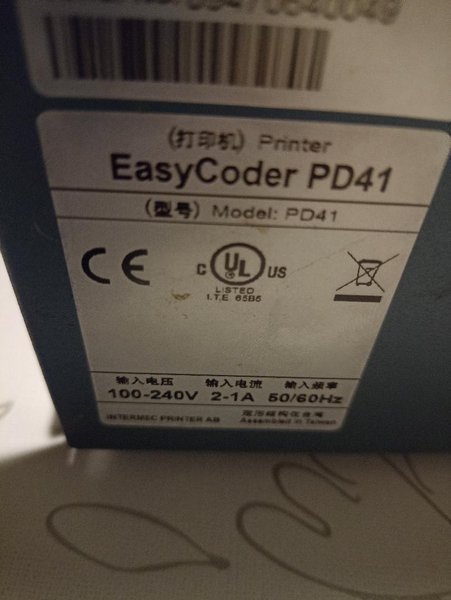 (打印机) Printer
EasyCoder PD41
(型号) Model: PD41
CE
C UL US
LISTED
I.T.E. 65B5
输入电压 输入电流 输入频率
100-240V 2-1A 50/60Hz
INTERMEC PRINTER AB
Assembled in Taiwan